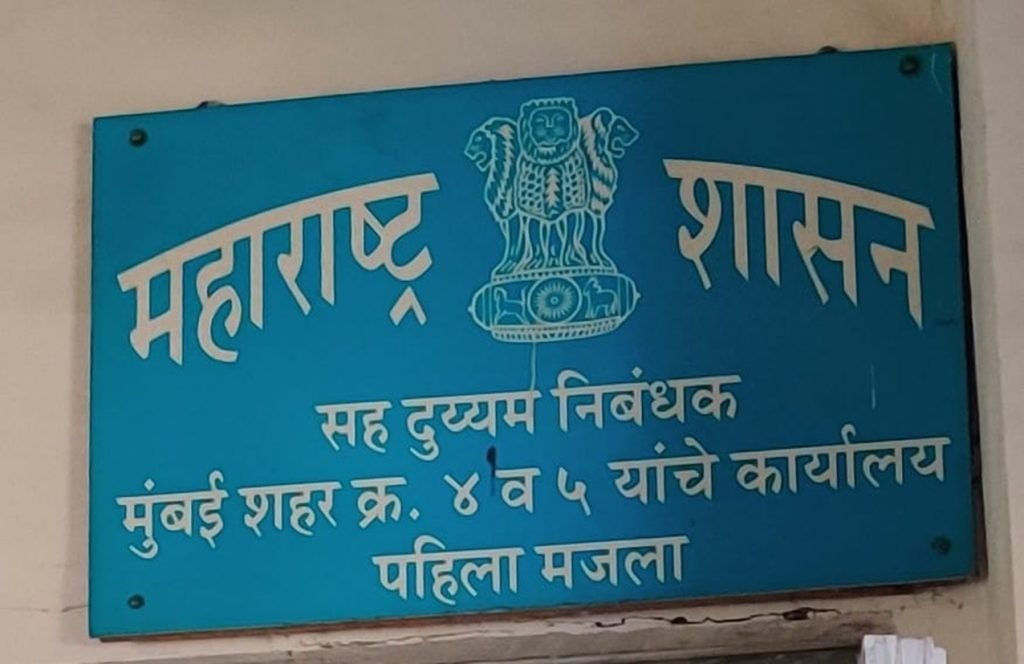 महाराष्ट्र शासन
सह दुय्यम निबंधक
मुंबई शहर क्र. ४ व ५ यांचे कार्यालय
पहिला मजला